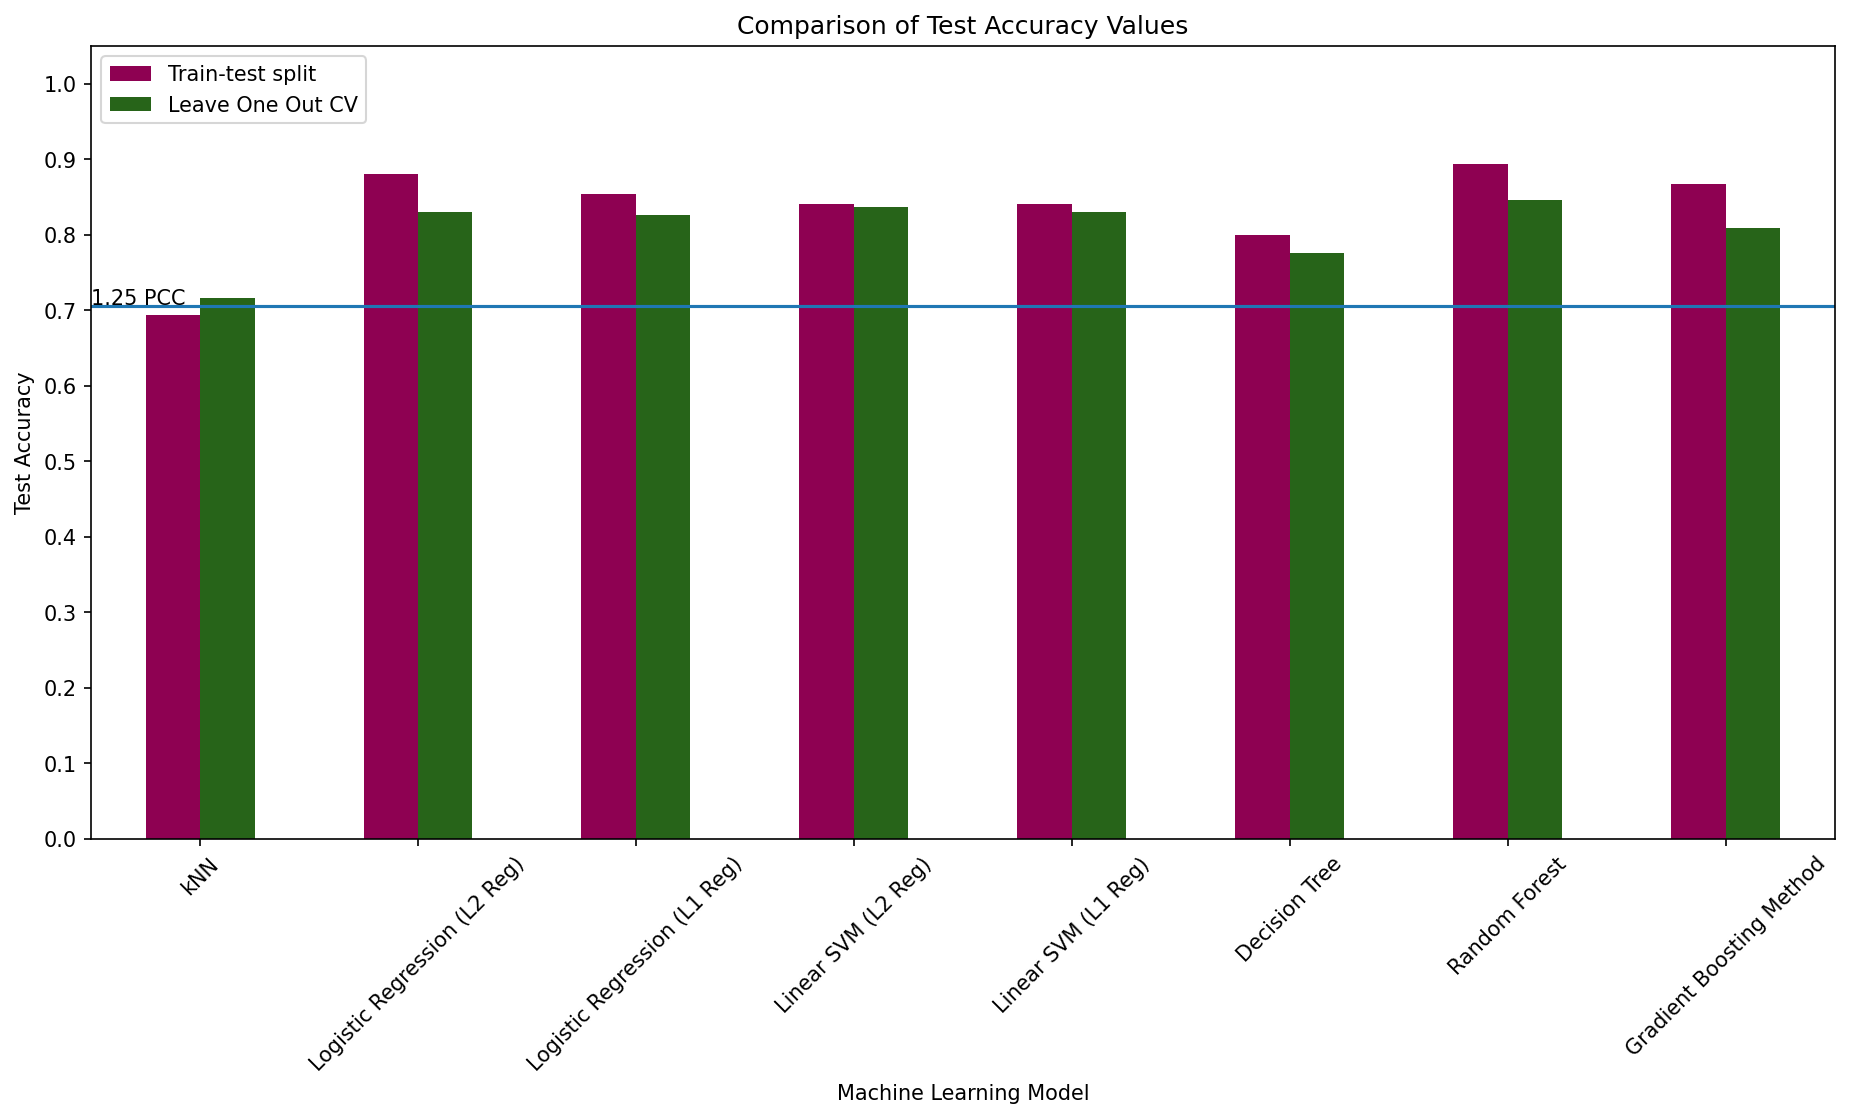 Comparison of Test Accuracy Values
Train-test split
Leave One Out CV
1.0
0.9
0.8
0.7
0.6
0.5
0.4
0.3
0.2
0.1
0.0
1.25 PCC
Test Accuracy
kNN
Logistic Regression (L2 Reg)
Logistic Regression (L1 Reg)
Linear SVM (L2 Reg)
Linear SVM (L1 Reg)
Decision Tree
Random Forest
Gradient Boosting Method
Machine Learning Model